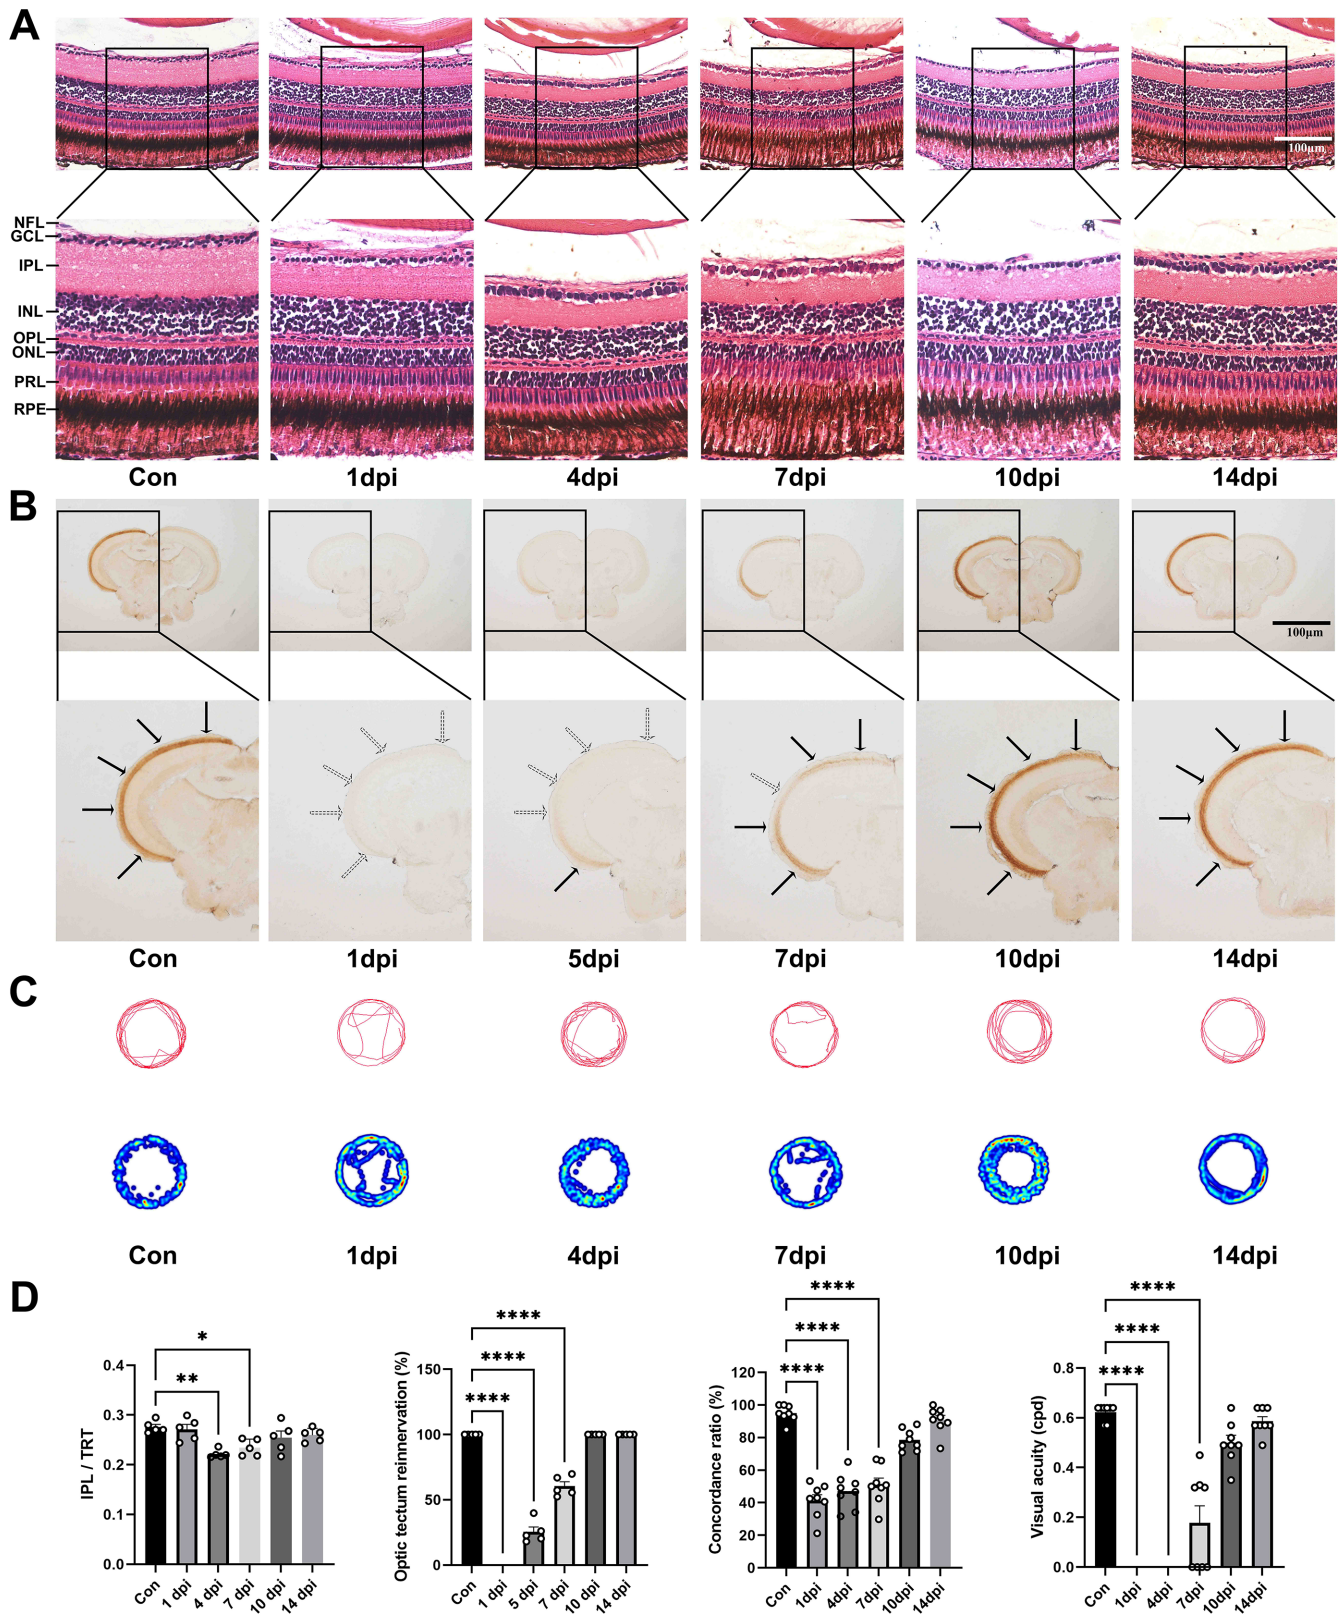 A
100μm
NFL
GCL
IPL
INL
OPL
ONL
PRL
RPE
Con 1dpi 4dpi 7dpi 10dpi 14dpi
B
100μm
Con 1dpi 5dpi 7dpi 10dpi 14dpi
C
Con 1dpi 4dpi 7dpi 10dpi 14dpi
D
IPL / TRT
0.4
0.3
0.2
0.1
0.0
*
**
Con 1 dpi 4 dpi 7 dpi 10 dpi 14 dpi
Optic tectum reinnervation (%)
150
100
50
0
****
****
****
Con 1 dpi 5 dpi 7 dpi 10 dpi 14 dpi
Concordance ratio (%)
120
100
80
60
40
20
0
****
****
****
Con 1dpi 4dpi 7dpi 10dpi 14dpi
Visual acuity (cpd)
0.8
0.6
0.4
0.2
0.0
****
****
****
Con 1dpi 4dpi 7dpi 10dpi 14dpi